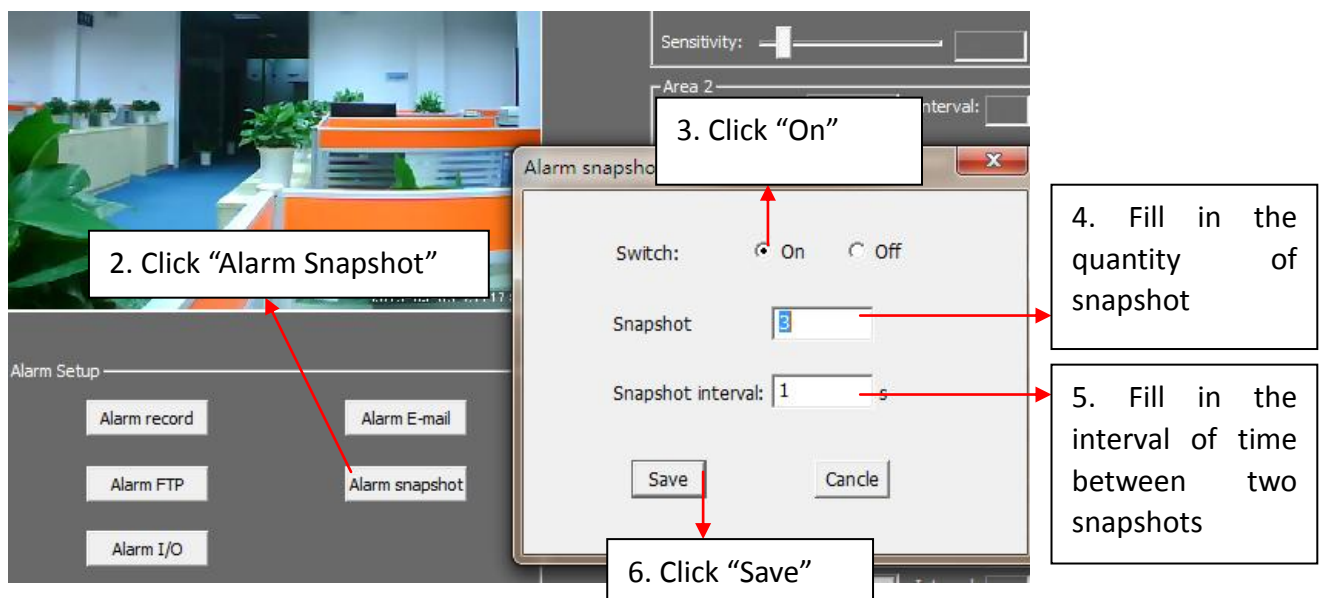 Sensitivity:
Area 2
nterval:
3. Click “On”
Alarm snapsho
2. Click “Alarm Snapshot”
Switch: On Off
4. Fill in the
quantity of
snapshot
Snapshot 3
Alarm Setup
Snapshot interval: 1 s
5. Fill in the
interval of time
between two
snapshots
Alarm record Alarm E-mail
Alarm FTP Alarm snapshot
Save Cancle
Alarm I/O
6. Click “Save”